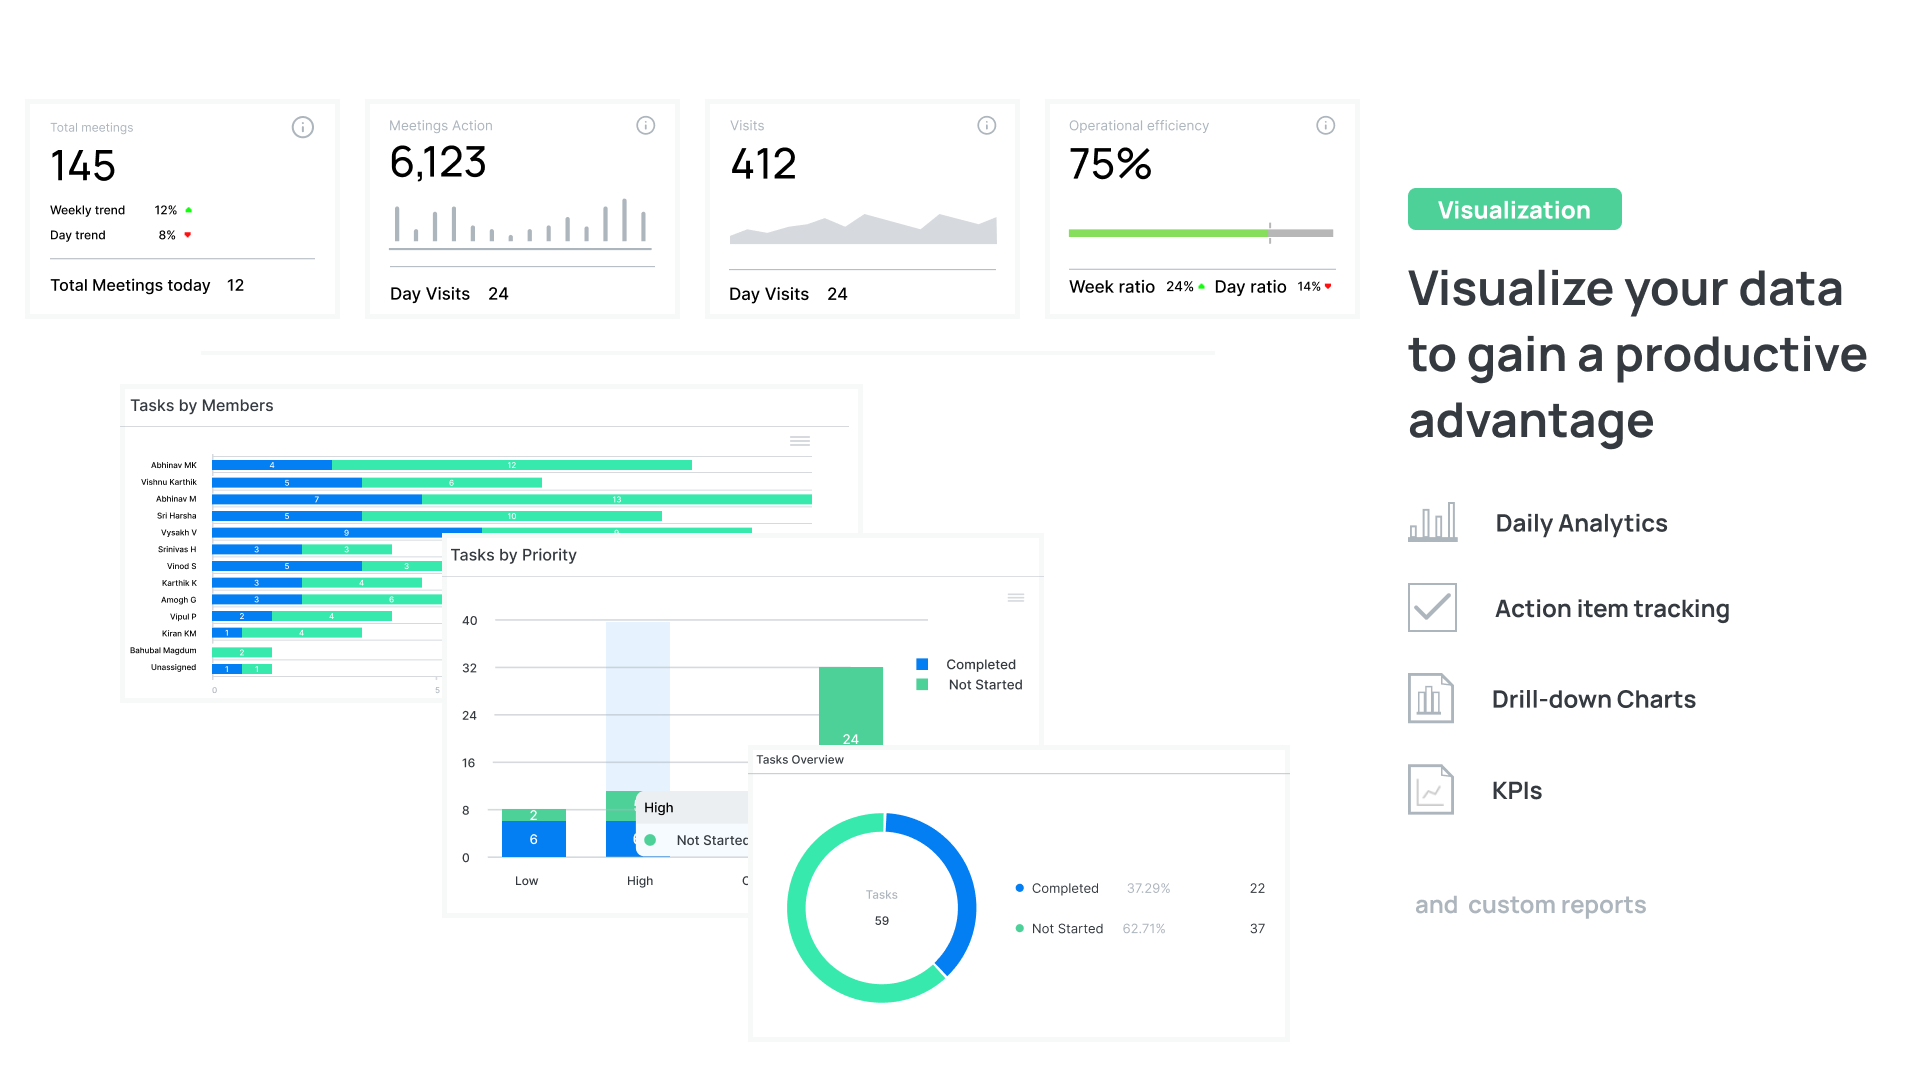 Total meetings
145
Weekly trend 12%
Day trend 8%
Total Meetings today 12
Meetings Action
6,123
Day Visits 24
Visits
412
Day Visits 24
Operational efficiency
75%
Week ratio 24% Day ratio 14%
Visualization
Visualize your data
to gain a productive
advantage
Daily Analytics
Action item tracking
Drill-down Charts
KPIs
and custom reports
Tasks by Members
Abhinav MK 4 12
Vishnu Karthik 5 6
Abhinav M 7 13
Sri Harsha 5 10
Vysakh V 9 9
Srinivas H 3 3
Vinod S 5 3
Karthik K 3 4
Amogh G 3 6
Vipul P 2 4
Kiran KM 1 4
Bahubal Magdum 2
Unassigned 1 1
0 5
Tasks by Priority
40
32
24
16
8
0
Completed
Not Started
24
2
6
6
High
Not Started
Low High
Tasks Overview
Tasks
59
Completed 37.29% 22
Not Started 62.71% 37